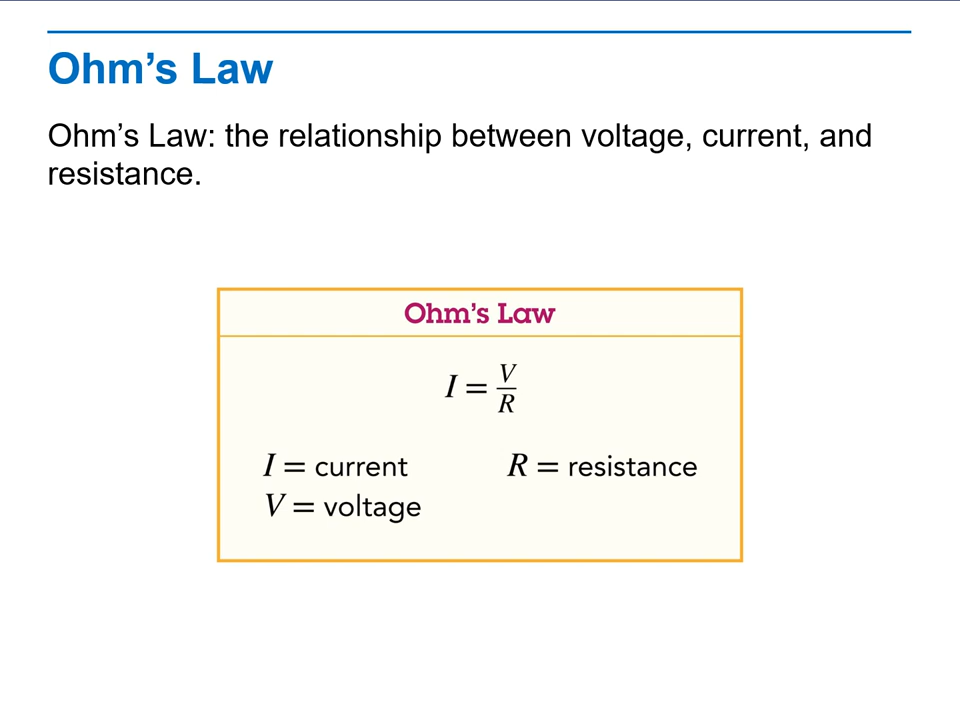 Ohm’s Law
Ohm’s Law: the relationship between voltage, current, and
resistance.
Ohm’s Law
I = V/R
I = current R = resistance
V = voltage